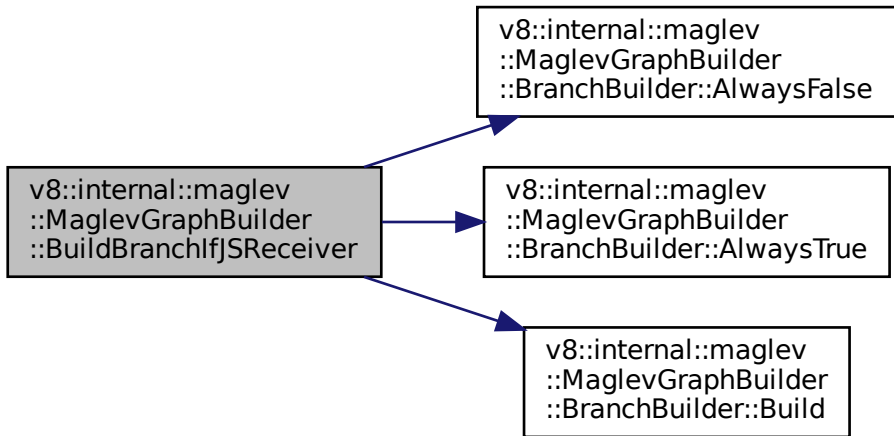 v8::internal::maglev
::MaglevGraphBuilder
::BuildBranchIfJSReceiver
v8::internal::maglev
::MaglevGraphBuilder
::BranchBuilder::AlwaysFalse
v8::internal::maglev
::MaglevGraphBuilder
::BranchBuilder::AlwaysTrue
v8::internal::maglev
::MaglevGraphBuilder
::BranchBuilder::Build